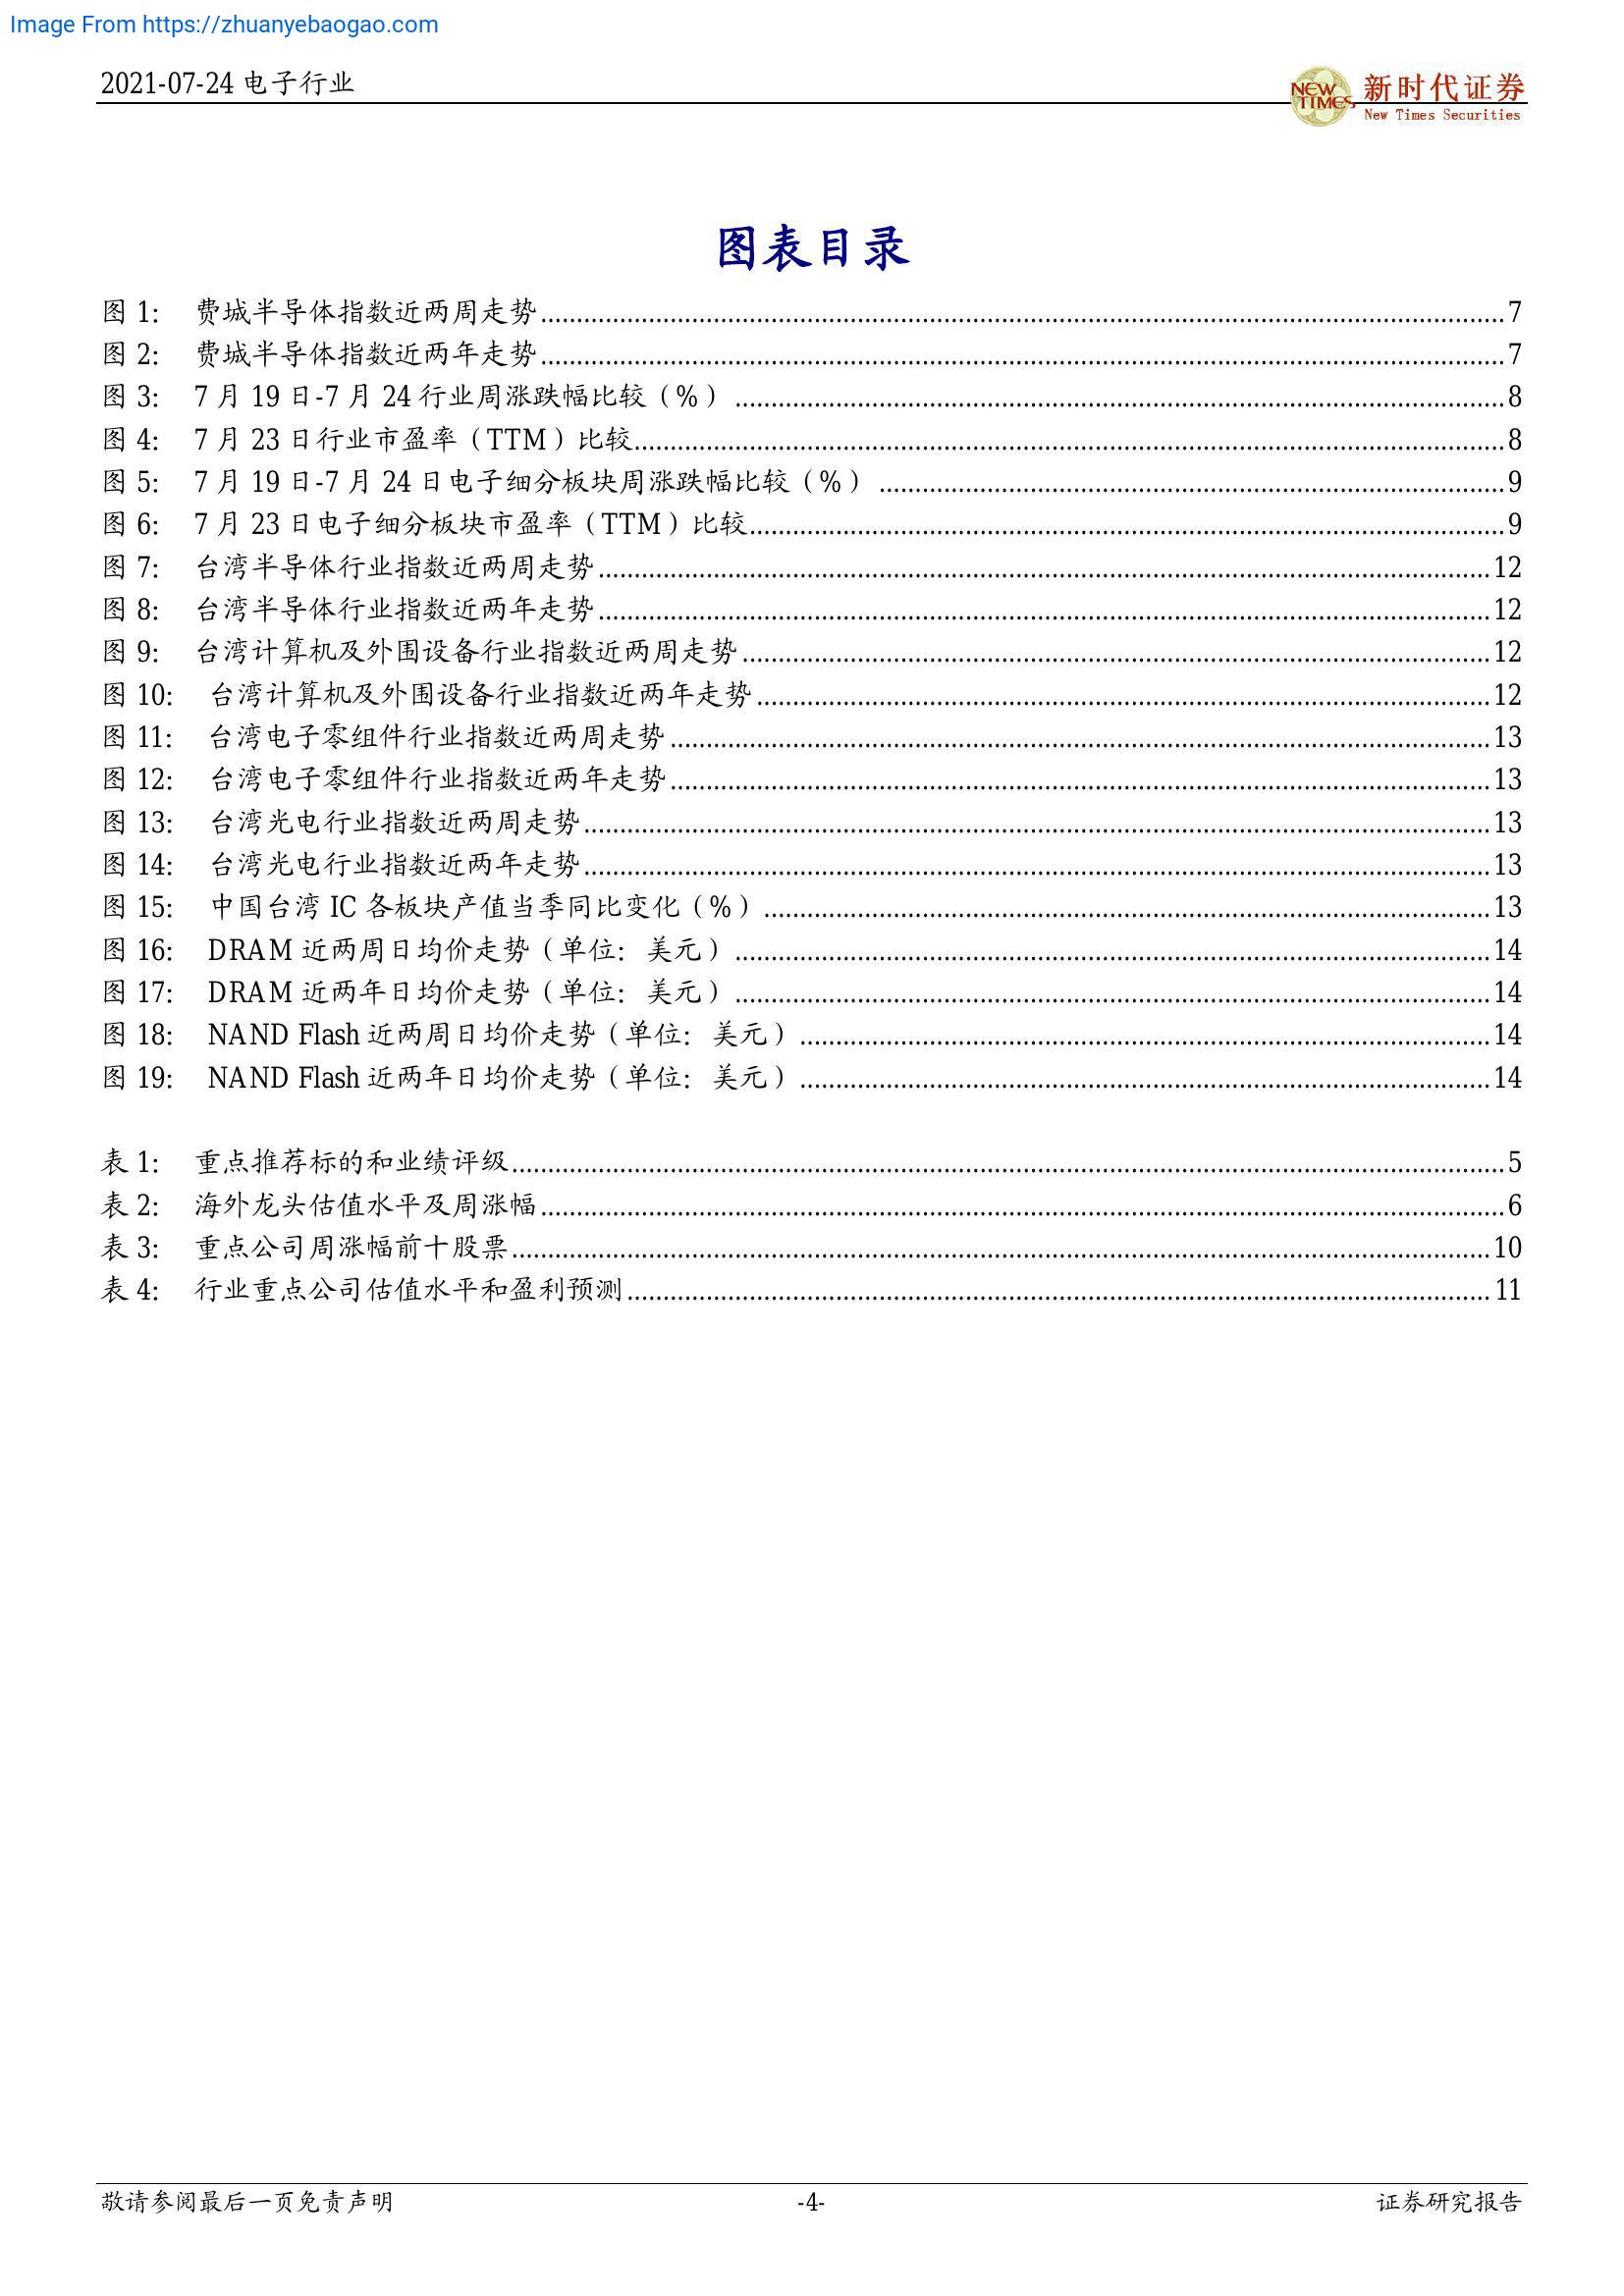 Image From https://zhuanyebaogao.com
2021-07-24 电子行业
NEW TIMES 新时代证券
New Times Securities
图表目录
图 1: 费城半导体指数近两周走势 7
图 2: 费城半导体指数近两年走势 7
图 3: 7 月 19 日-7 月 24 行业周涨跌幅比较（%） 8
图 4: 7 月 23 日行业市盈率（TTM）比较 8
图 5: 7 月 19 日-7 月 24 日电子细分板块周涨跌幅比较（%） 9
图 6: 7 月 23 日电子细分板块市盈率（TTM）比较 9
图 7: 台湾半导体行业指数近两周走势 12
图 8: 台湾半导体行业指数近两年走势 12
图 9: 台湾计算机及外围设备行业指数近两周走势 12
图 10: 台湾计算机及外围设备行业指数近两年走势 12
图 11: 台湾电子零组件行业指数近两周走势 13
图 12: 台湾电子零组件行业指数近两年走势 13
图 13: 台湾光电行业指数近两周走势 13
图 14: 台湾光电行业指数近两年走势 13
图 15: 中国台湾 IC 各板块产值当季同比变化（%） 13
图 16: DRAM 近两周日均价走势（单位：美元） 14
图 17: DRAM 近两年日均价走势（单位：美元） 14
图 18: NAND Flash 近两周日均价走势（单位：美元） 14
图 19: NAND Flash 近两年日均价走势（单位：美元） 14
表 1: 重点推荐标的和业绩评级 5
表 2: 海外龙头估值水平及周涨幅 6
表 3: 重点公司周涨幅前十股票 10
表 4: 行业重点公司估值水平和盈利预测 11
敬请参阅最后一页免责声明 -4- 证券研究报告